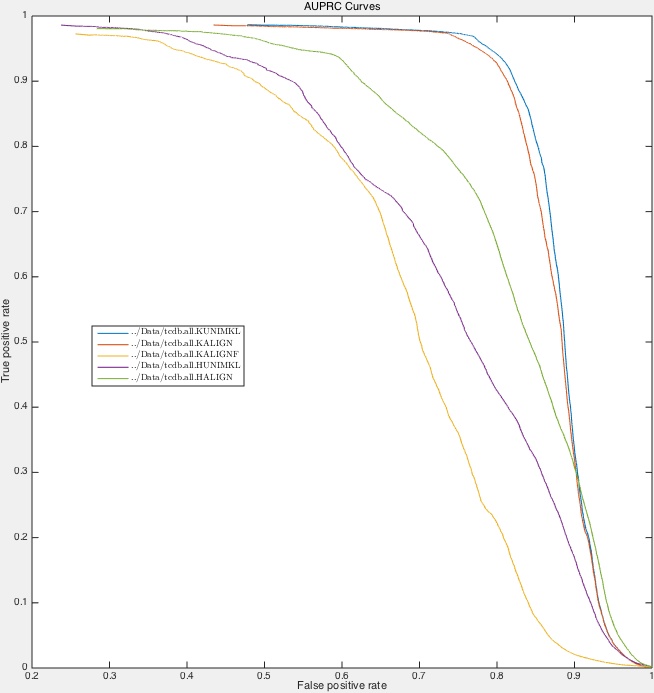 AUPRC Curves
1
0.9
0.8
0.7
0.6
0.5
0.4
0.3
0.2
0.1
0
True positive rate
../Data/tcdb.all.KUNIMKL
../Data/tcdb.all.KALIGN
../Data/tcdb.all.KALIGNF
../Data/tcdb.all.HUNIMKL
../Data/tcdb.all.HALIGN
0.2 0.3 0.4 0.5 0.6 0.7 0.8 0.9 1
False positive rate